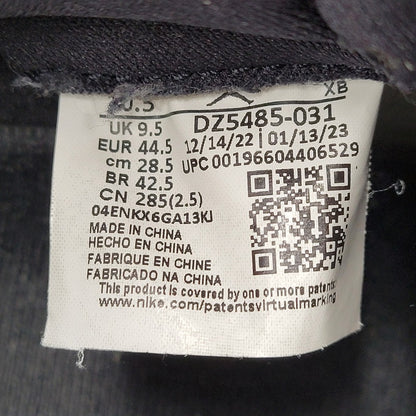 XB
UK 9.5 DZ5485-031
EUR 44.5 12/14/22 | 01/13/23
cm 28.5 UPC 00196604406529
BR 42.5
CN 285(2.5)
04ENKX6GA13KJ
MADE IN CHINA
HECHO EN CHINA
FABRIQUE EN CHINE
FABRICADO NA CHINA
This product is covered by one or more patents:
www.nike.com/patentsvirtualmarking